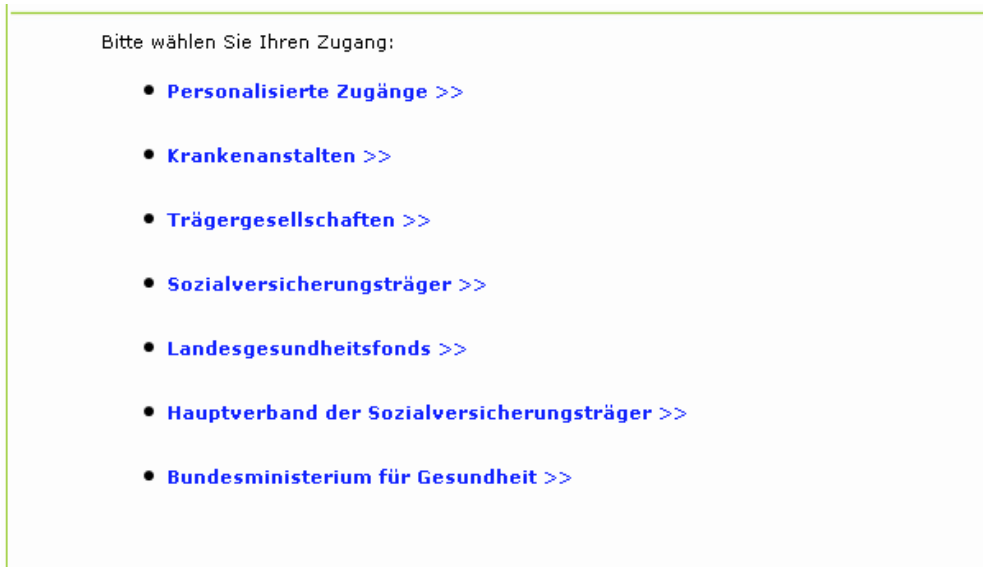 Bitte wählen Sie Ihren Zugang:
• Personalisierte Zugänge >>
• Krankenanstalten >>
• Trägergesellschaften >>
• Sozialversicherungsträger >>
• Landesgesundheitsfonds >>
• Hauptverband der Sozialversicherungsträger >>
• Bundesministerium für Gesundheit >>